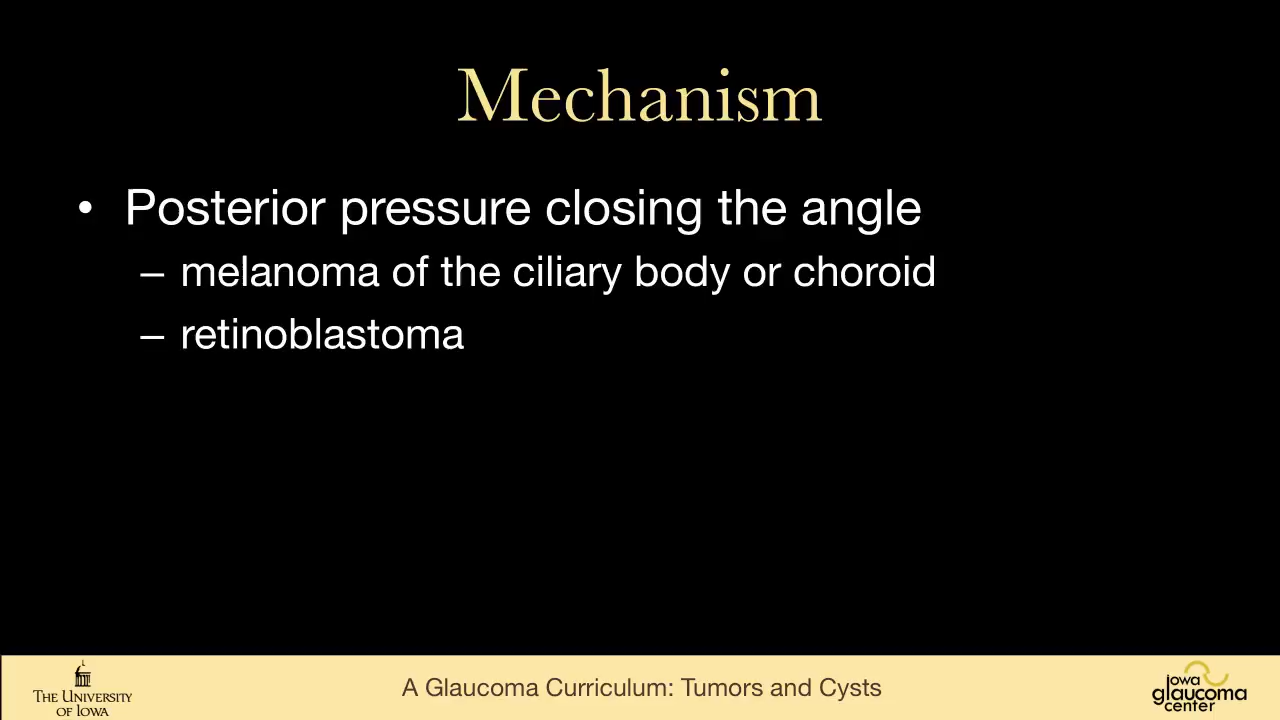 Mechanism
• Posterior pressure closing the angle
– melanoma of the ciliary body or choroid
– retinoblastoma
THE UNIVERSITY
OF IOWA
A Glaucoma Curriculum: Tumors and Cysts
iowa
glaucoma
center